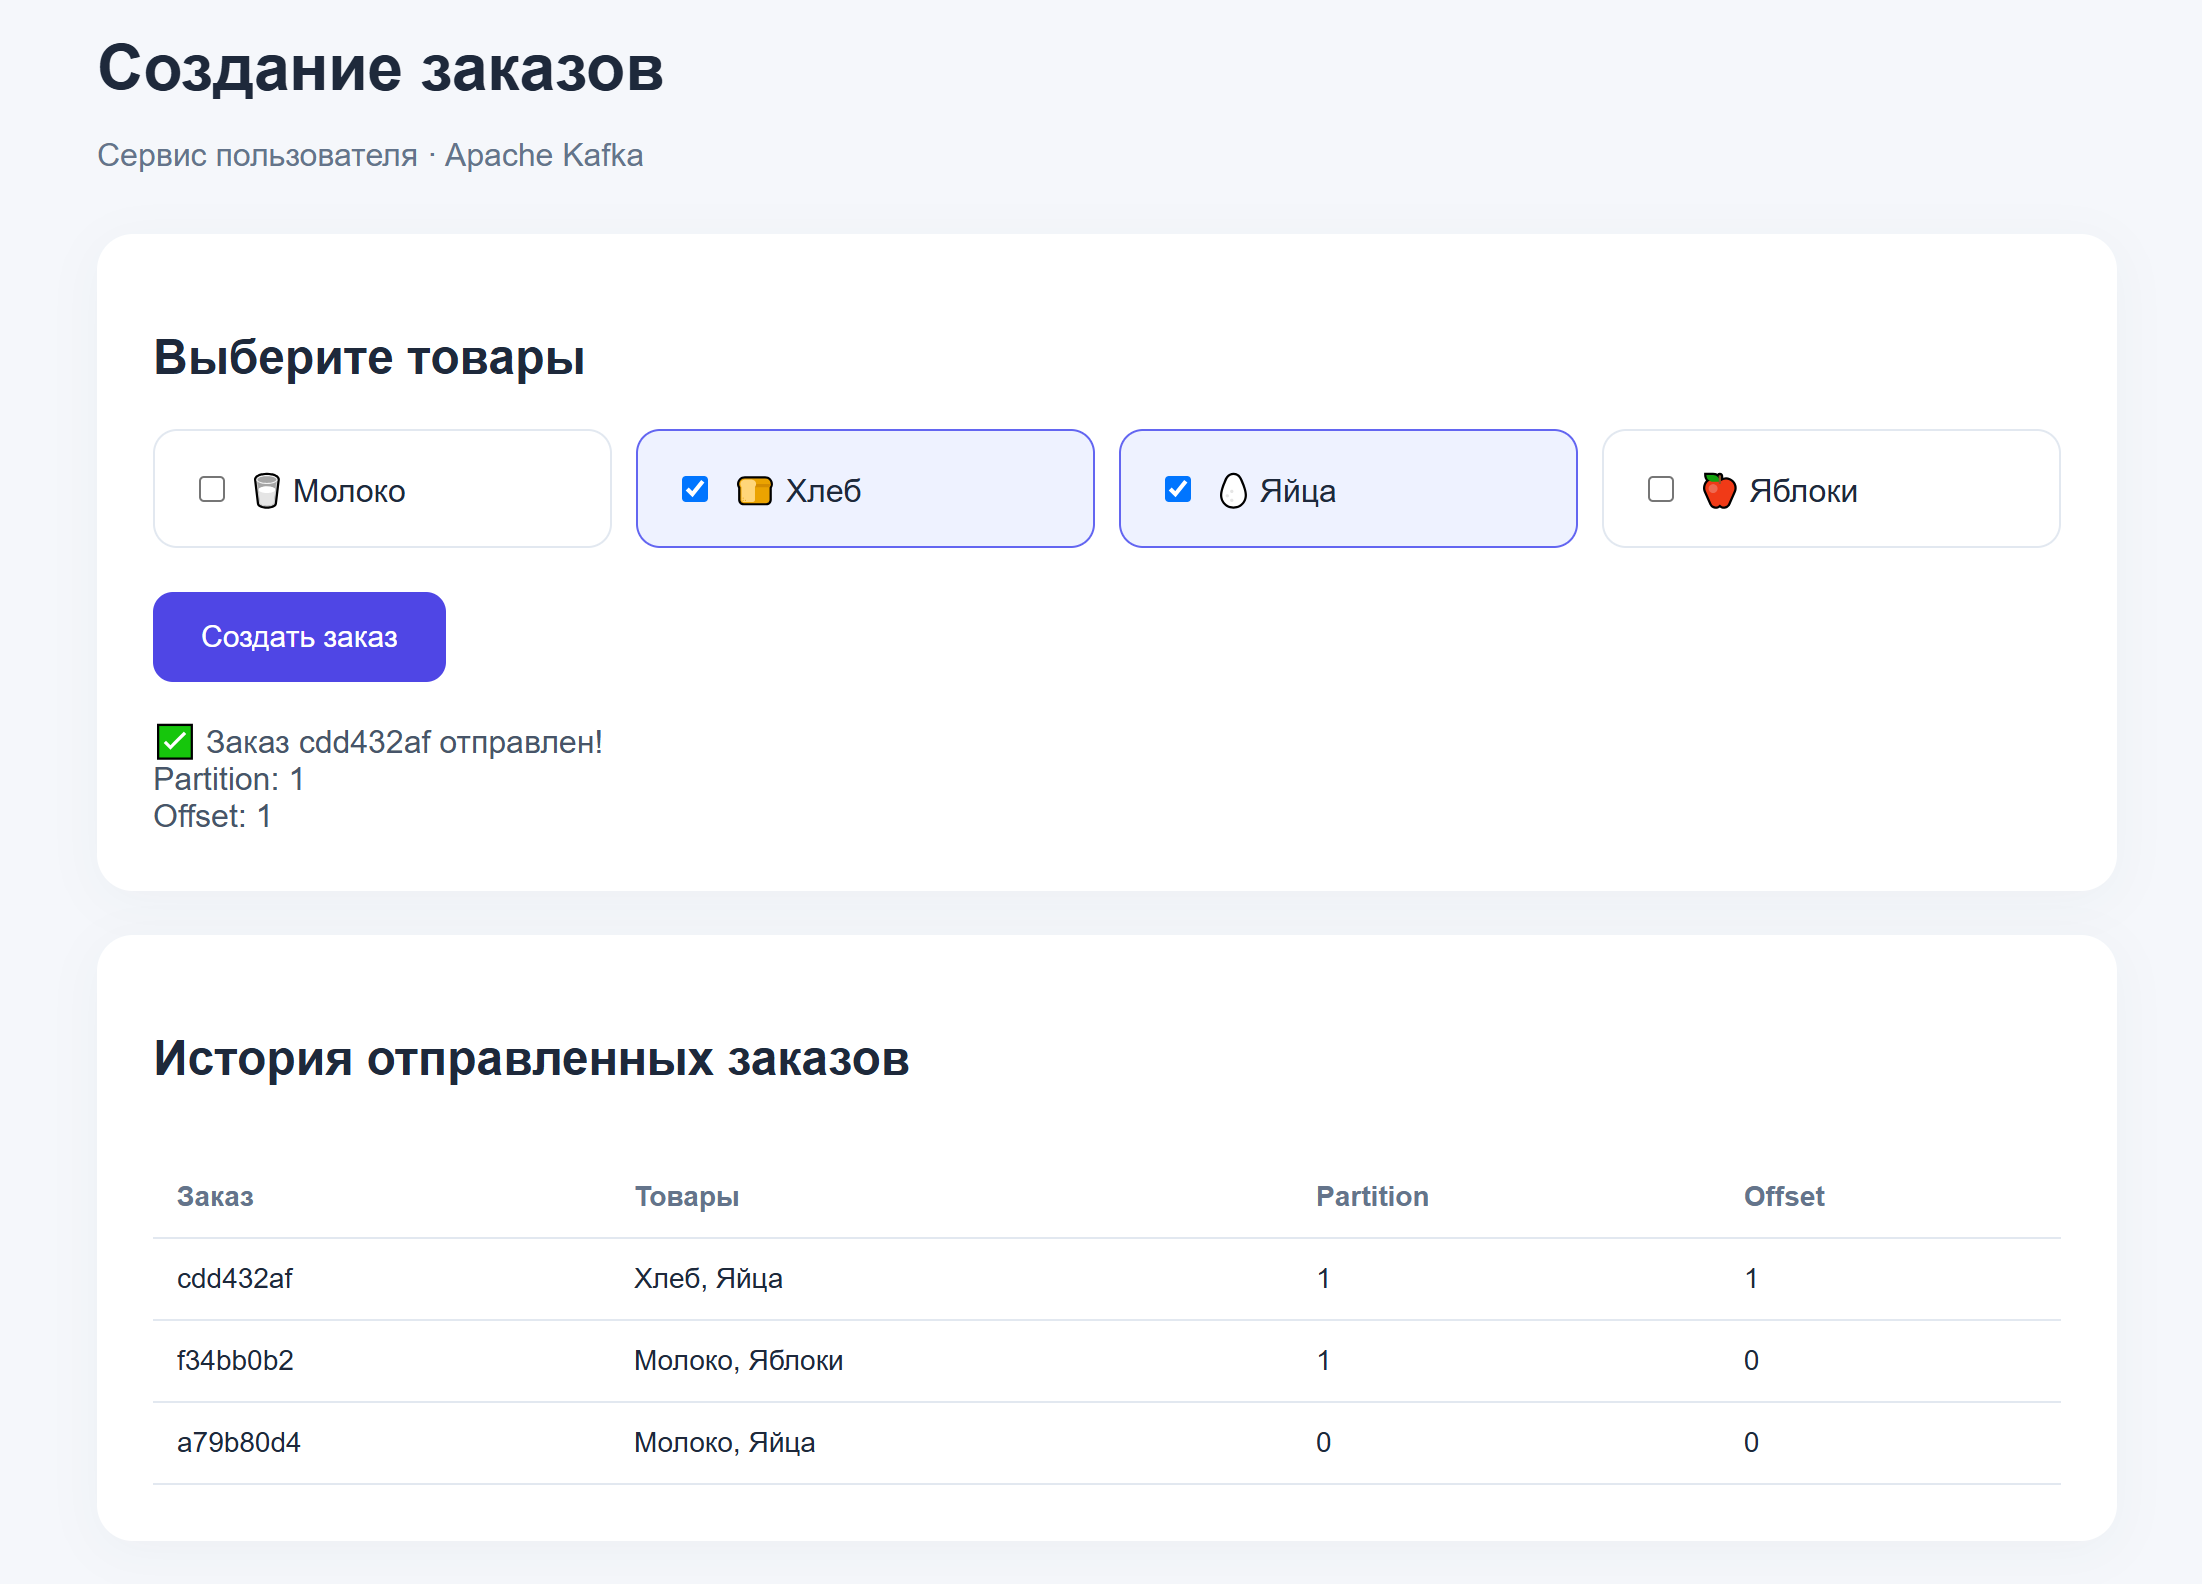 Создание заказов
Сервис пользователя · Apache Kafka
Выберите товары
Молоко
Хлеб
Яйца
Яблоки
Создать заказ
✅ Заказ cdd432af отправлен!
Partition: 1
Offset: 1
История отправленных заказов
Заказ Товары Partition Offset
cdd432af Хлеб, Яйца 1 1
f34bb0b2 Молоко, Яблоки 1 0
a79b80d4 Молоко, Яйца 0 0